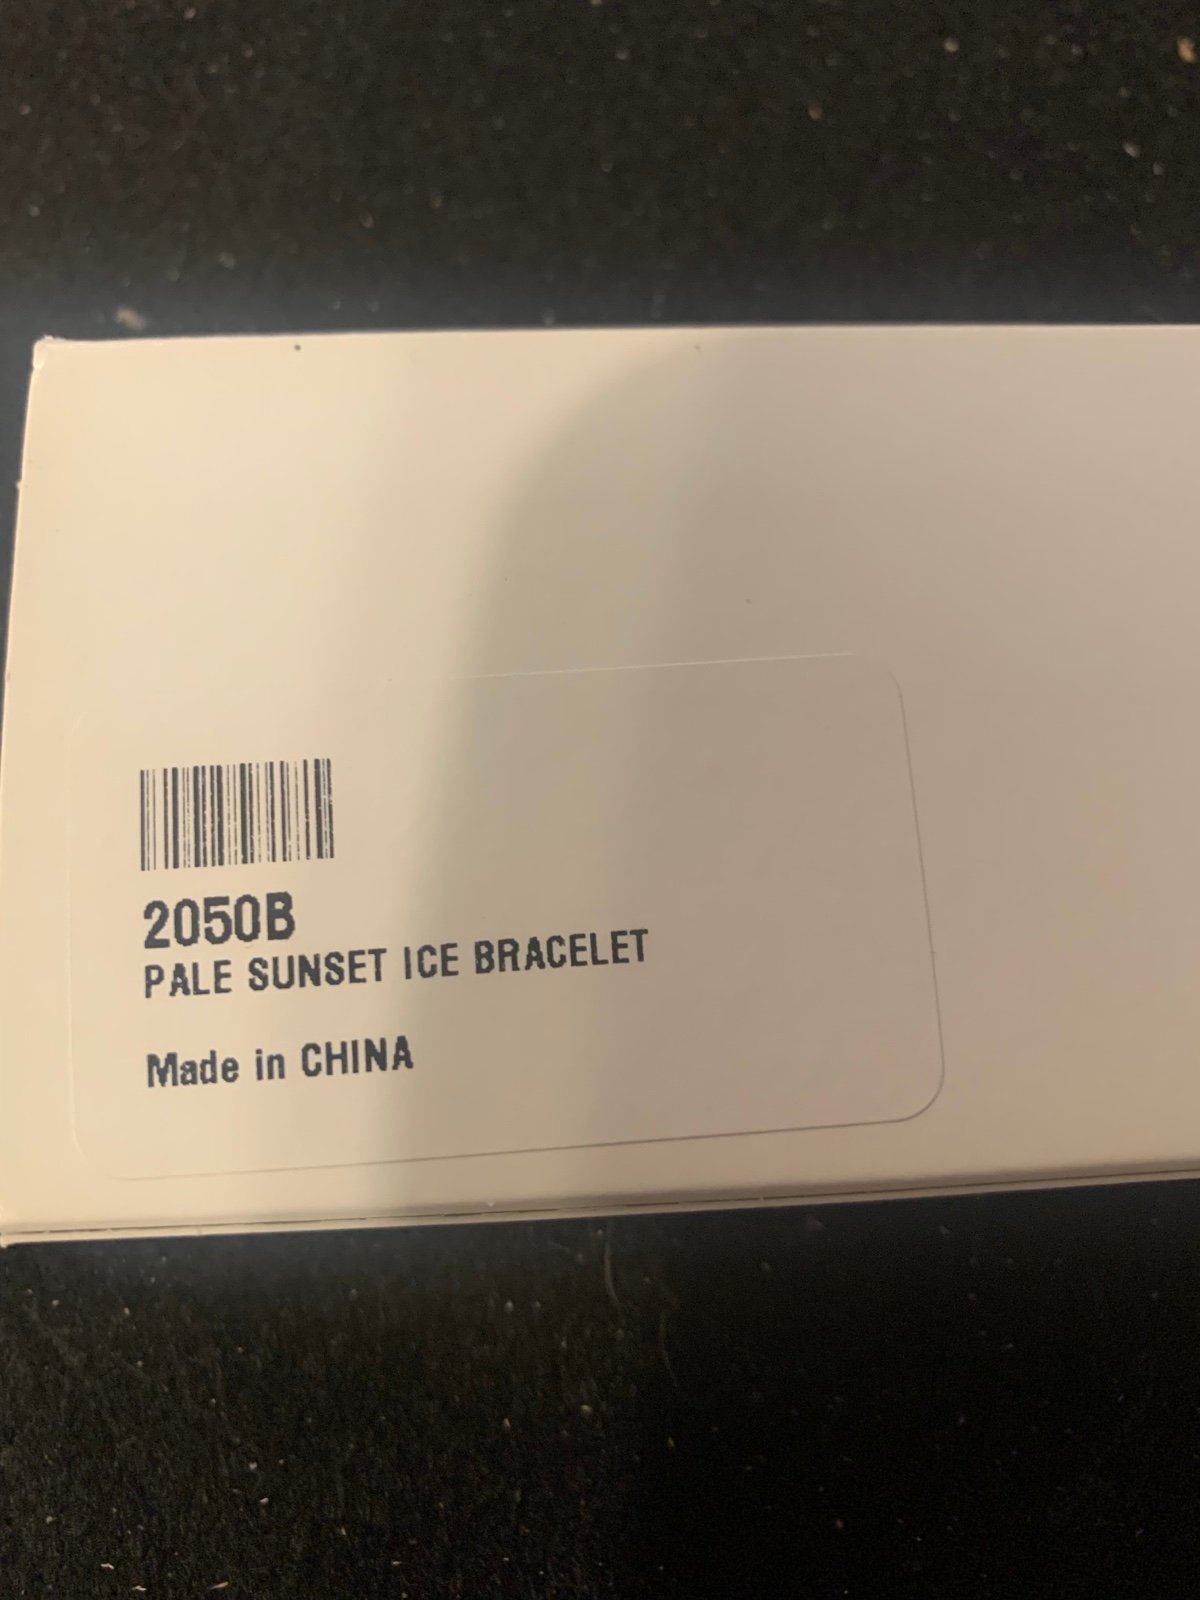 2050B
PALE SUNSET ICE BRACELET
Made in CHINA